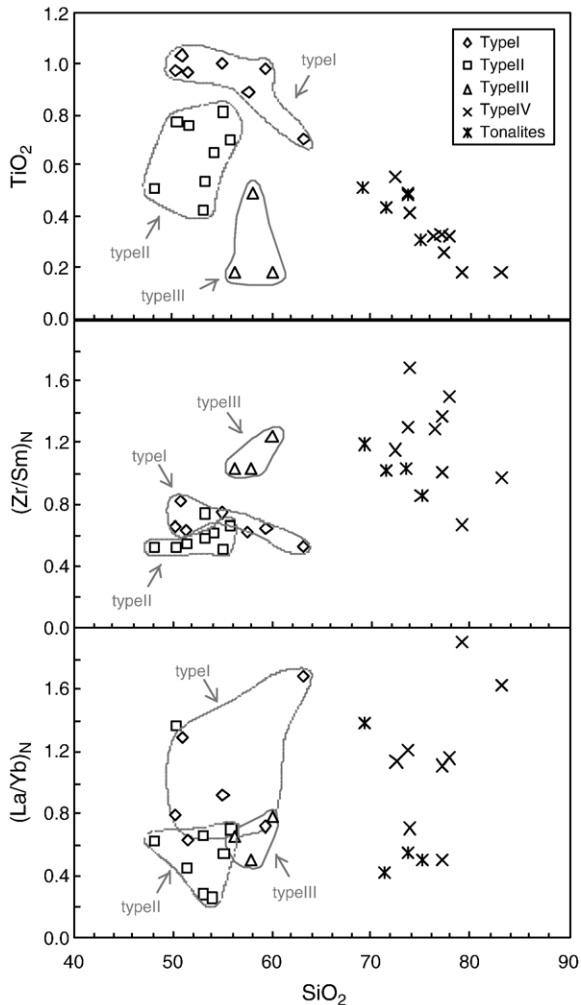 1.2
1.0
0.8
0.6
0.4
0.2
0.0
TiO2
typeI
typeII
typeIII
TypeI
TypeII
TypeIII
TypeIV
Tonalites
1.6
1.2
0.8
0.4
0.0
(Zr/Sm)N
typeIII
typeI
typeII
1.6
1.2
0.8
0.4
0.0
(La/Yb)N
typeI
typeII
typeIII
40 50 60 70 80 90
SiO2